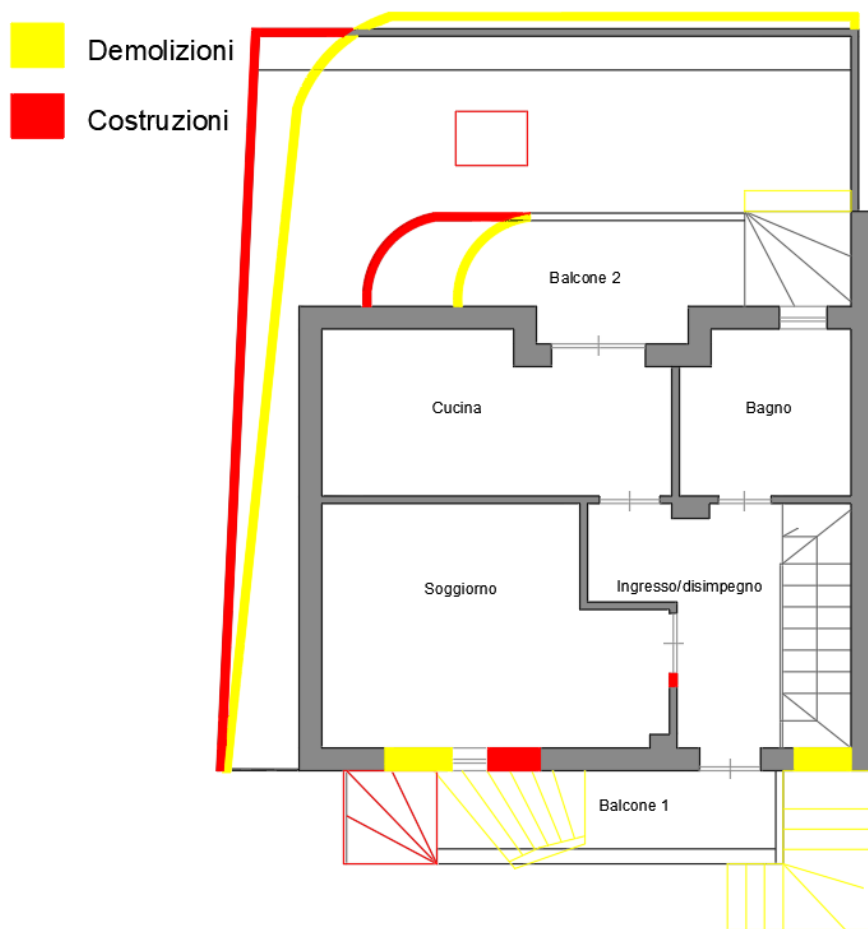 Demolizioni
Costruzioni
Balcone 2
Cucina
Bagno
Soggiorno
Ingresso/disimpegno
Balcone 1